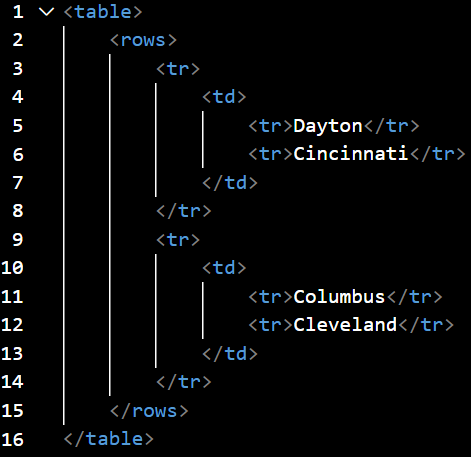 1 <table>
2 <rows>
3 <tr>
4 <td>
5 <tr>Dayton</tr>
6 <tr>Cincinnati</tr>
7 </td>
8 </tr>
9 <tr>
10 <td>
11 <tr>Columbus</tr>
12 <tr>Cleveland</tr>
13 </td>
14 </tr>
15 </rows>
16 </table>